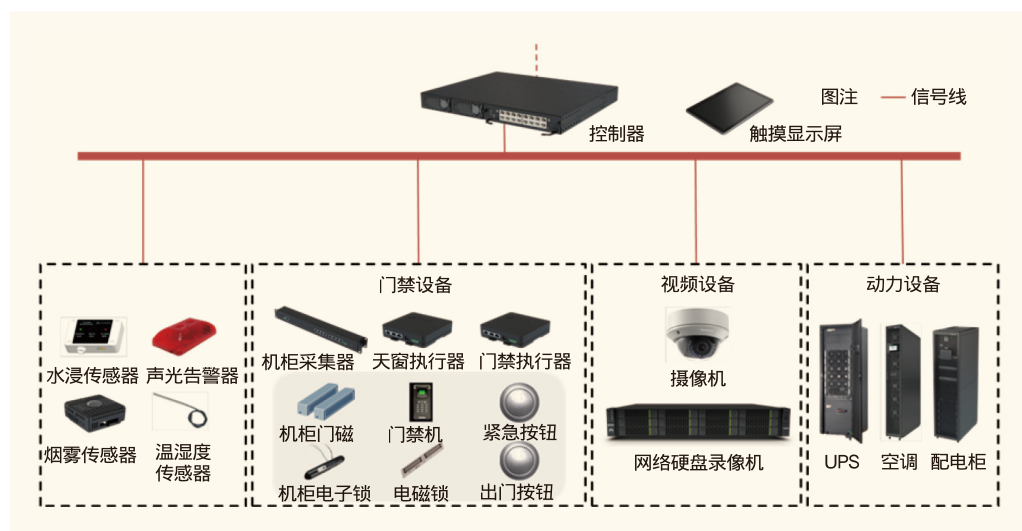 控制器
触摸显示屏
图注
信号线
水浸传感器
声光告警器
烟雾传感器
温湿度
传感器
门禁设备
机柜采集器
天窗执行器
门禁执行器
机柜门磁
门禁机
紧急按钮
机柜电子锁
电磁锁
出门按钮
视频设备
摄像机
网络硬盘录像机
动力设备
UPS
空调
配电柜